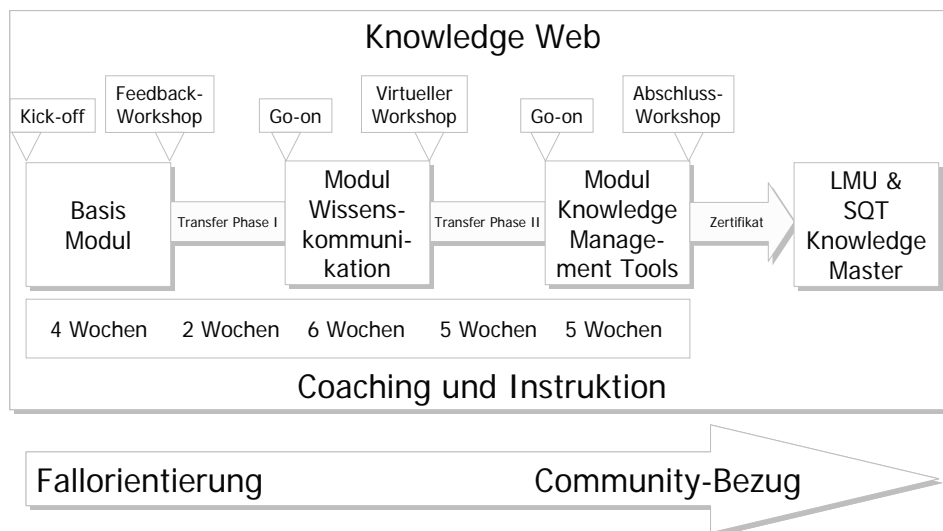 Knowledge Web
Kick-off
Feedback-
Workshop
Go-on
Virtueller
Workshop
Go-on
Abschluss-
Workshop
Basis
Modul
Transfer Phase I
Modul
Wissens-
kommuni-
kation
Transfer Phase II
Modul
Knowledge
Manage-
ment Tools
Zertifikat
LMU &
SQT
Knowledge
Master
4 Wochen 2 Wochen 6 Wochen 5 Wochen 5 Wochen
Coaching und Instruktion
Fallorientierung Community-Bezug